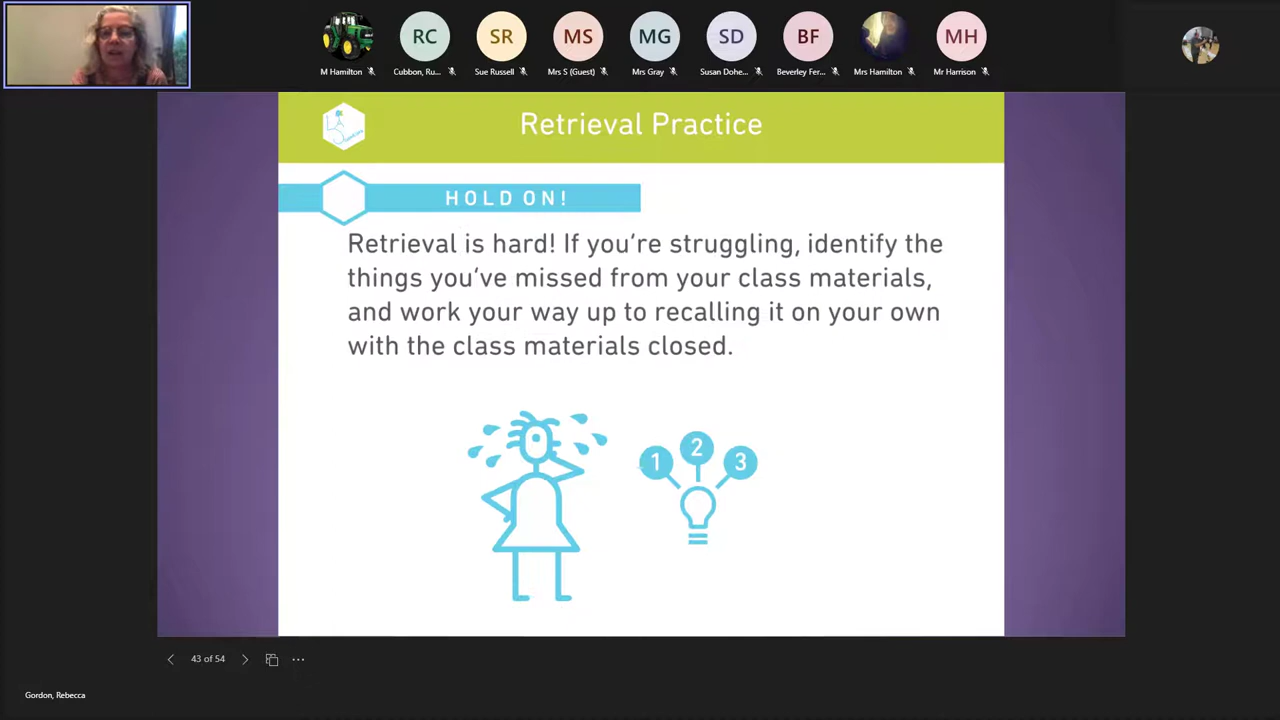 RC
SR
MS
MG
SD
BF
MH
M Hamilton
Cubbon, Ru...
Sue Russell
Mrs S (Guest)
Mrs Gray
Susan Dohe...
Beverley Fer...
Mrs Hamilton
Mr Harrison
Retrieval Practice
HOLD ON!
Retrieval is hard! If you're struggling, identify the
things you've missed from your class materials,
and work your way up to recalling it on your own
with the class materials closed.
1
2
3
43 of 54
Gordon, Rebecca